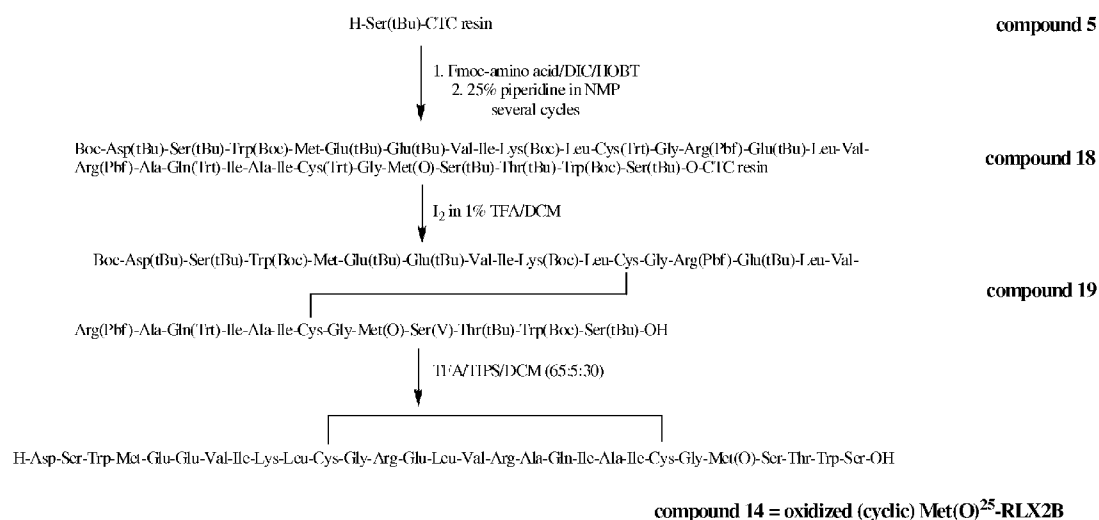 H-Ser(tBu)-CTC resin
compound 5
1. Fmoc-amino acid/DIC/HOBT
2. 25% piperidine in NMP
several cycles
Boc-Asp(tBu)-Ser(tBu)-Trp(Boc)-Met-Glu(tBu)-Glu(tBu)-Val-Ile-Lys(Boc)-Leu-Cys(Trt)-Gly-Arg(Pbf)-Glu(tBu)-Leu-Val-
Arg(Pbf)-Ala-Gln(Trt)-Ile-Ala-Ile-Cys(Trt)-Gly-Met(O)-Ser(tBu)-Thr(tBu)-Trp(Boc)-Ser(tBu)-O-CTC resin
compound 18
I2 in 1% TFA/DCM
Boc-Asp(tBu)-Ser(tBu)-Trp(Boc)-Met-Glu(tBu)-Glu(tBu)-Val-Ile-Lys(Boc)-Leu-Cys-Gly-Arg(Pbf)-Glu(tBu)-Leu-Val-
compound 19
Arg(Pbf)-Ala-Gln(Trt)-Ile-Ala-Ile-Cys-Gly-Met(O)-Ser(V)-Thr(tBu)-Trp(Boc)-Ser(tBu)-OH
TFA/TIPS/DCM (65:5:30)
H-Asp-Ser-Trp-Met-Glu-Glu-Val-Ile-Lys-Leu-Cys-Gly-Arg-Glu-Leu-Val-Arg-Ala-Gln-Ile-Ala-Ile-Cys-Gly-Met(O)-Ser-Thr-Trp-Ser-OH
compound 14 = oxidized (cyclic) Met(O)25-RLX2B